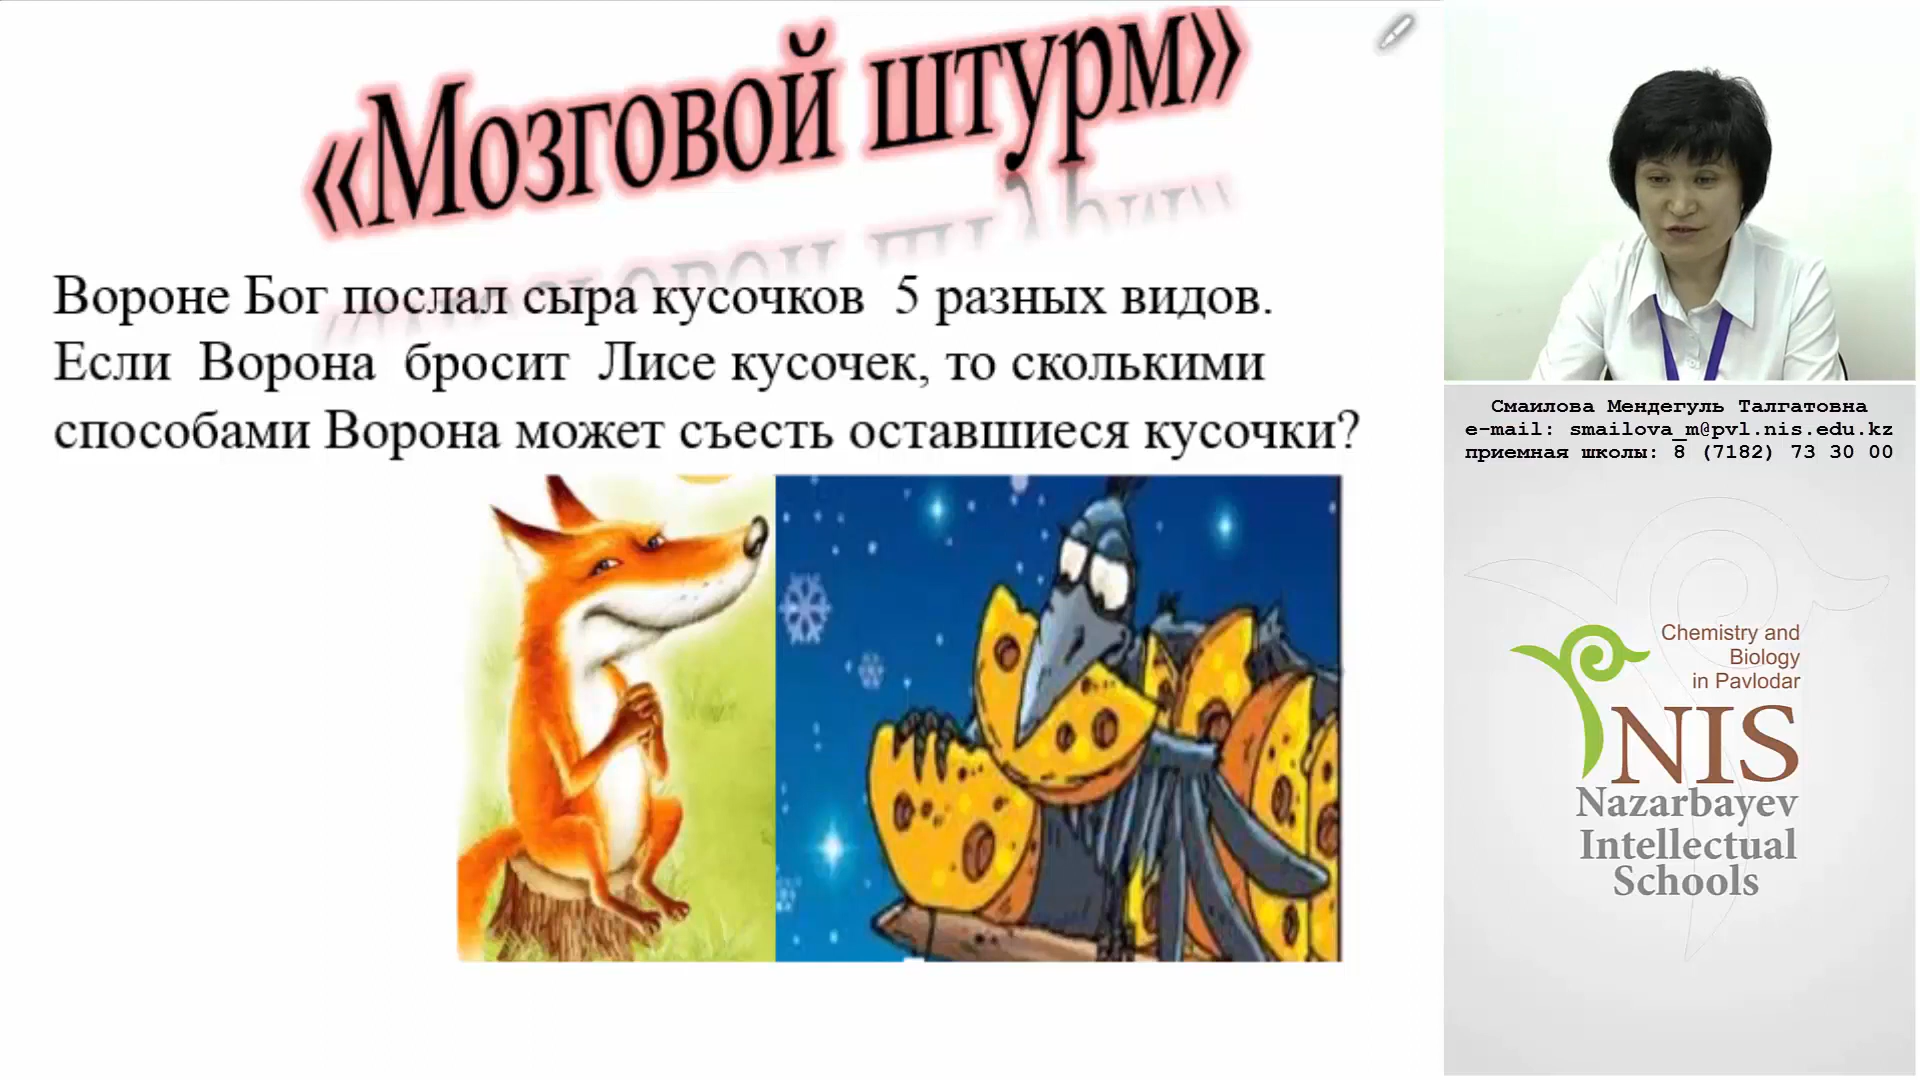 «Мозговой штурм»
Вороне Бог послал сыра кусочков 5 разных видов.
Если Ворона бросит Лисе кусочек, то сколькими
способами Ворона может съесть оставшиеся кусочки?
Смаилова Мендегуль Талгатовна
e-mail: smailova_m@pvl.nis.edu.kz
приемная школы: 8 (7182) 73 30 00
Chemistry and
Biology
in Pavlodar
NIS
Nazarbayev
Intellectual
Schools